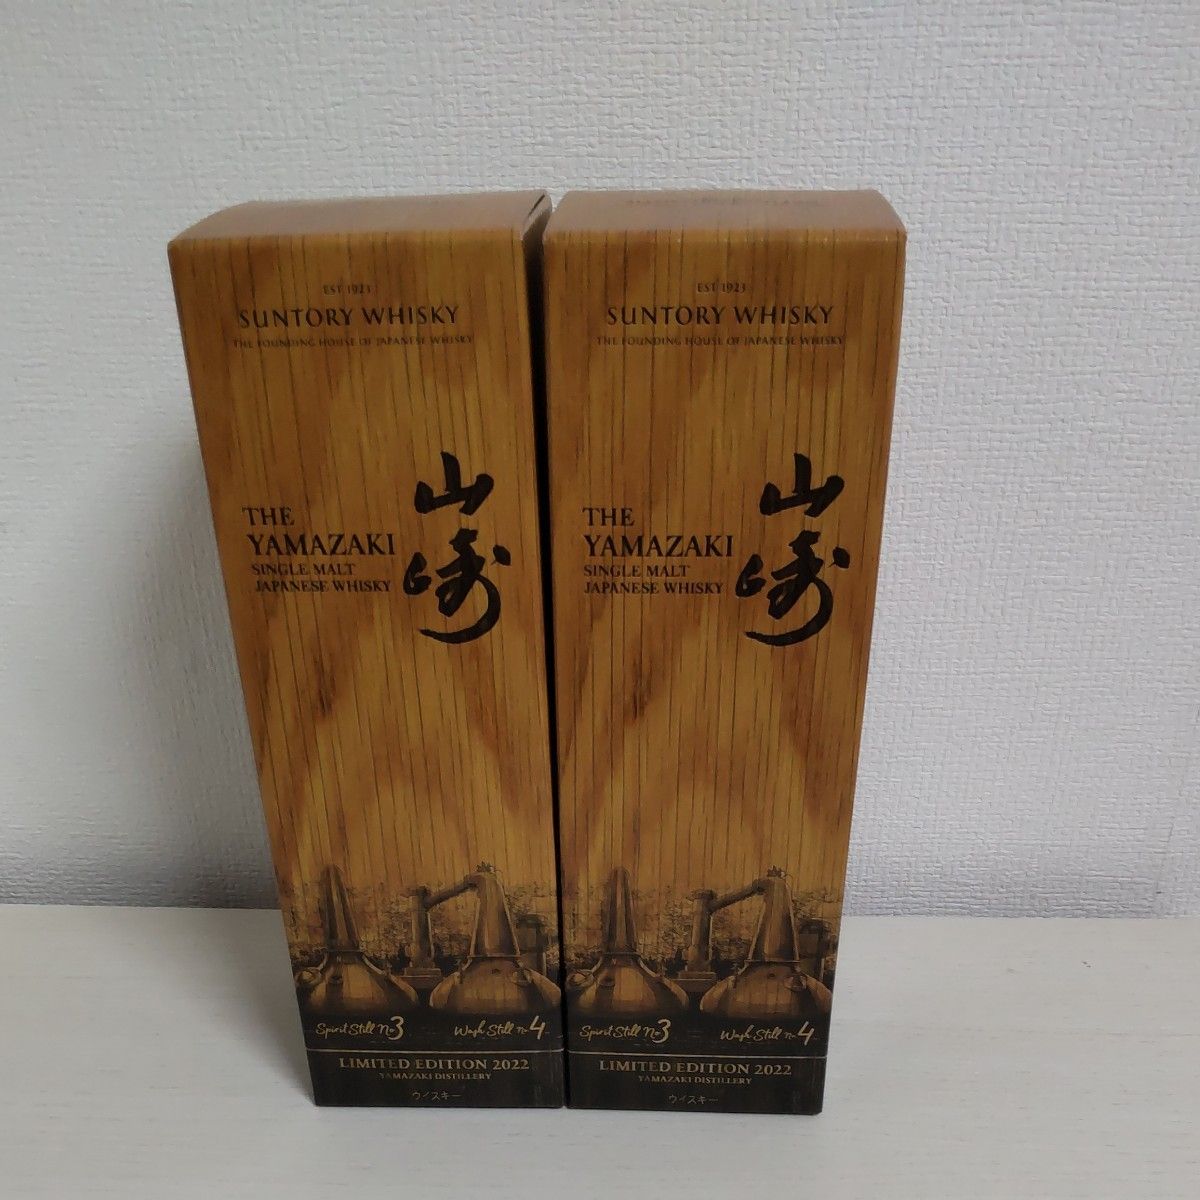 EST 1923
SUNTORY WHISKY
THE FOUNDING HOUSE OF JAPANESE WHISKY
山崎
THE
YAMAZAKI
SINGLE MALT
JAPANESE WHISKY
Spirit Still No3
Wash Still No4
LIMITED EDITION 2022
YAMAZAKI DISTILLERY
ウイスキー
EST 1923
SUNTORY WHISKY
THE FOUNDING HOUSE OF JAPANESE WHISKY
山崎
THE
YAMAZAKI
SINGLE MALT
JAPANESE WHISKY
Spirit Still No3
Wash Still No4
LIMITED EDITION 2022
YAMAZAKI DISTILLERY
ウイスキー